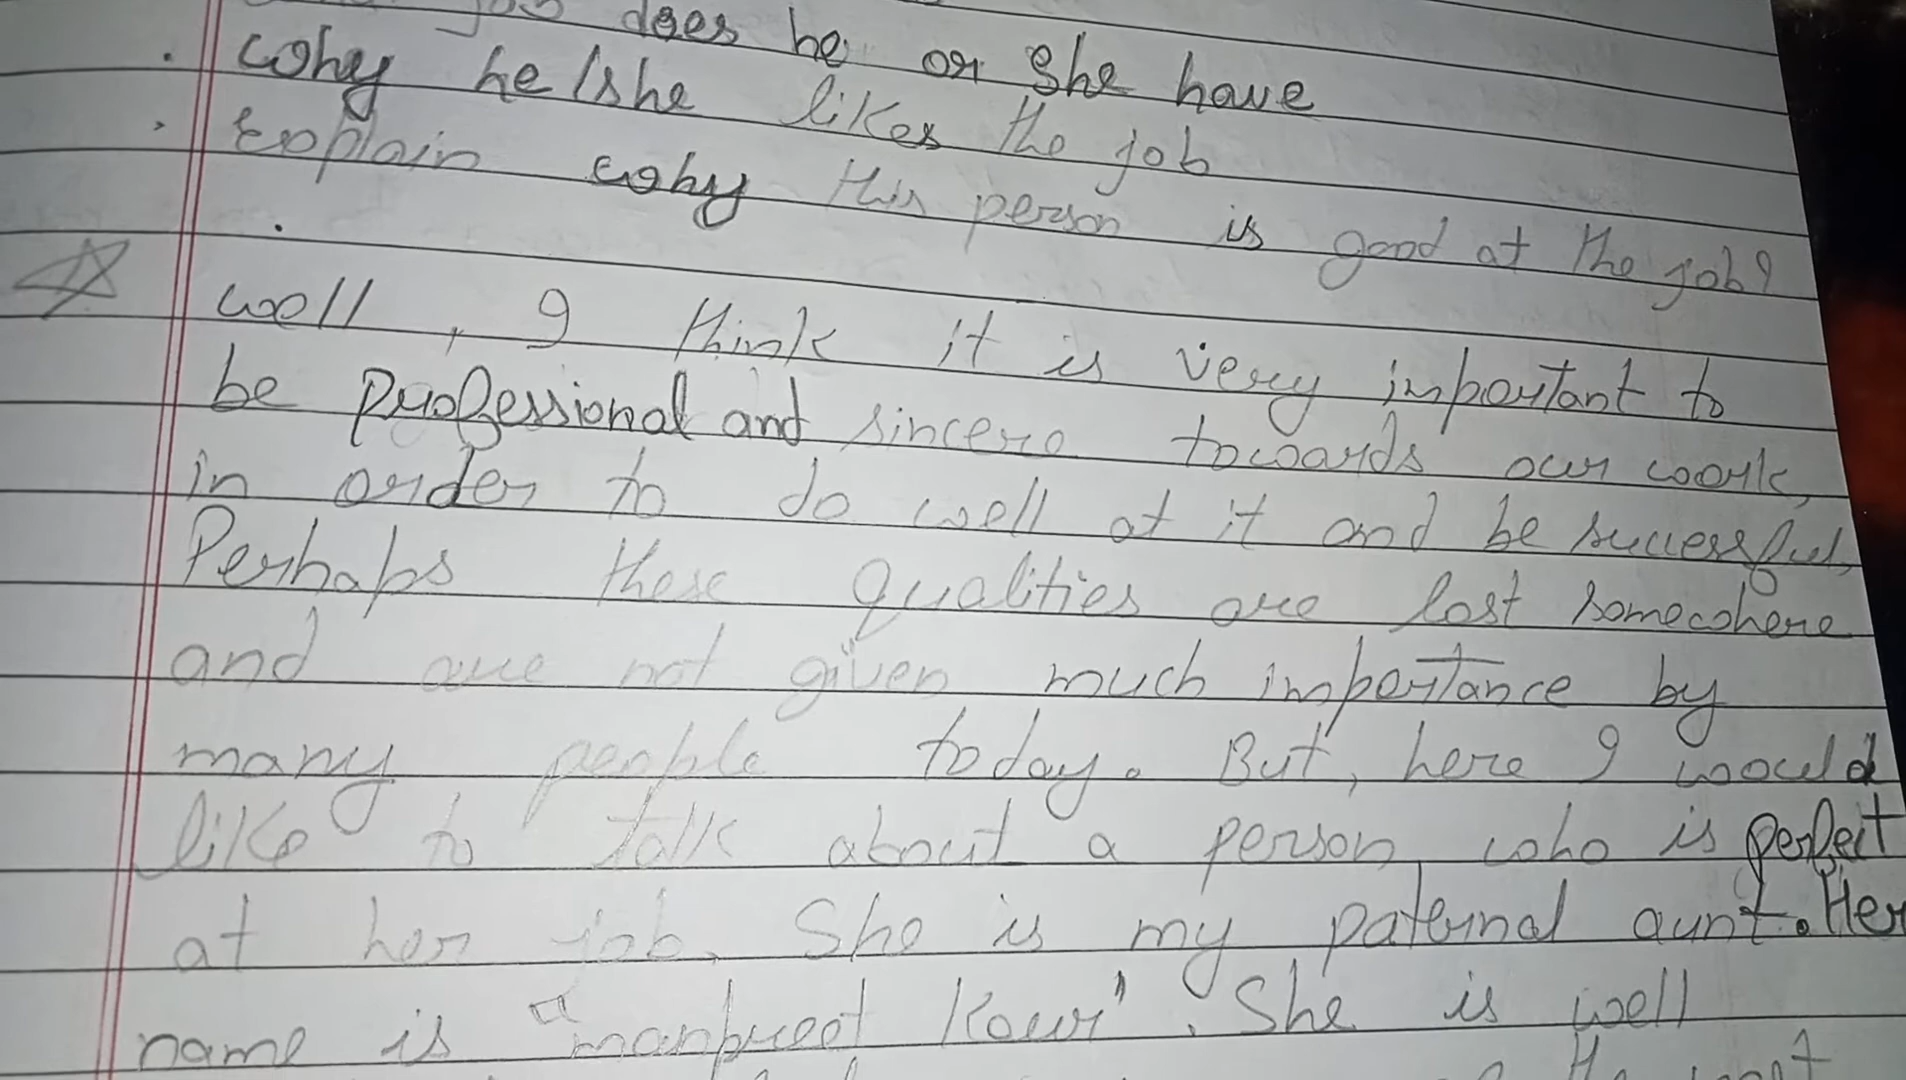 job does he or she have
. Why he/she likes the job
. Explain why this person is good at the job?
Well, I think it is very important to
be professional and sincere towards our work,
in order to do well at it and be successful,
Perhaps these qualities are lost somewhere
and are not given much importance by
many people today. But, here I would
like to talk about a person who is perfect
at her job. She is my paternal aunt. Her
name is "manpreet Kaur". She is well